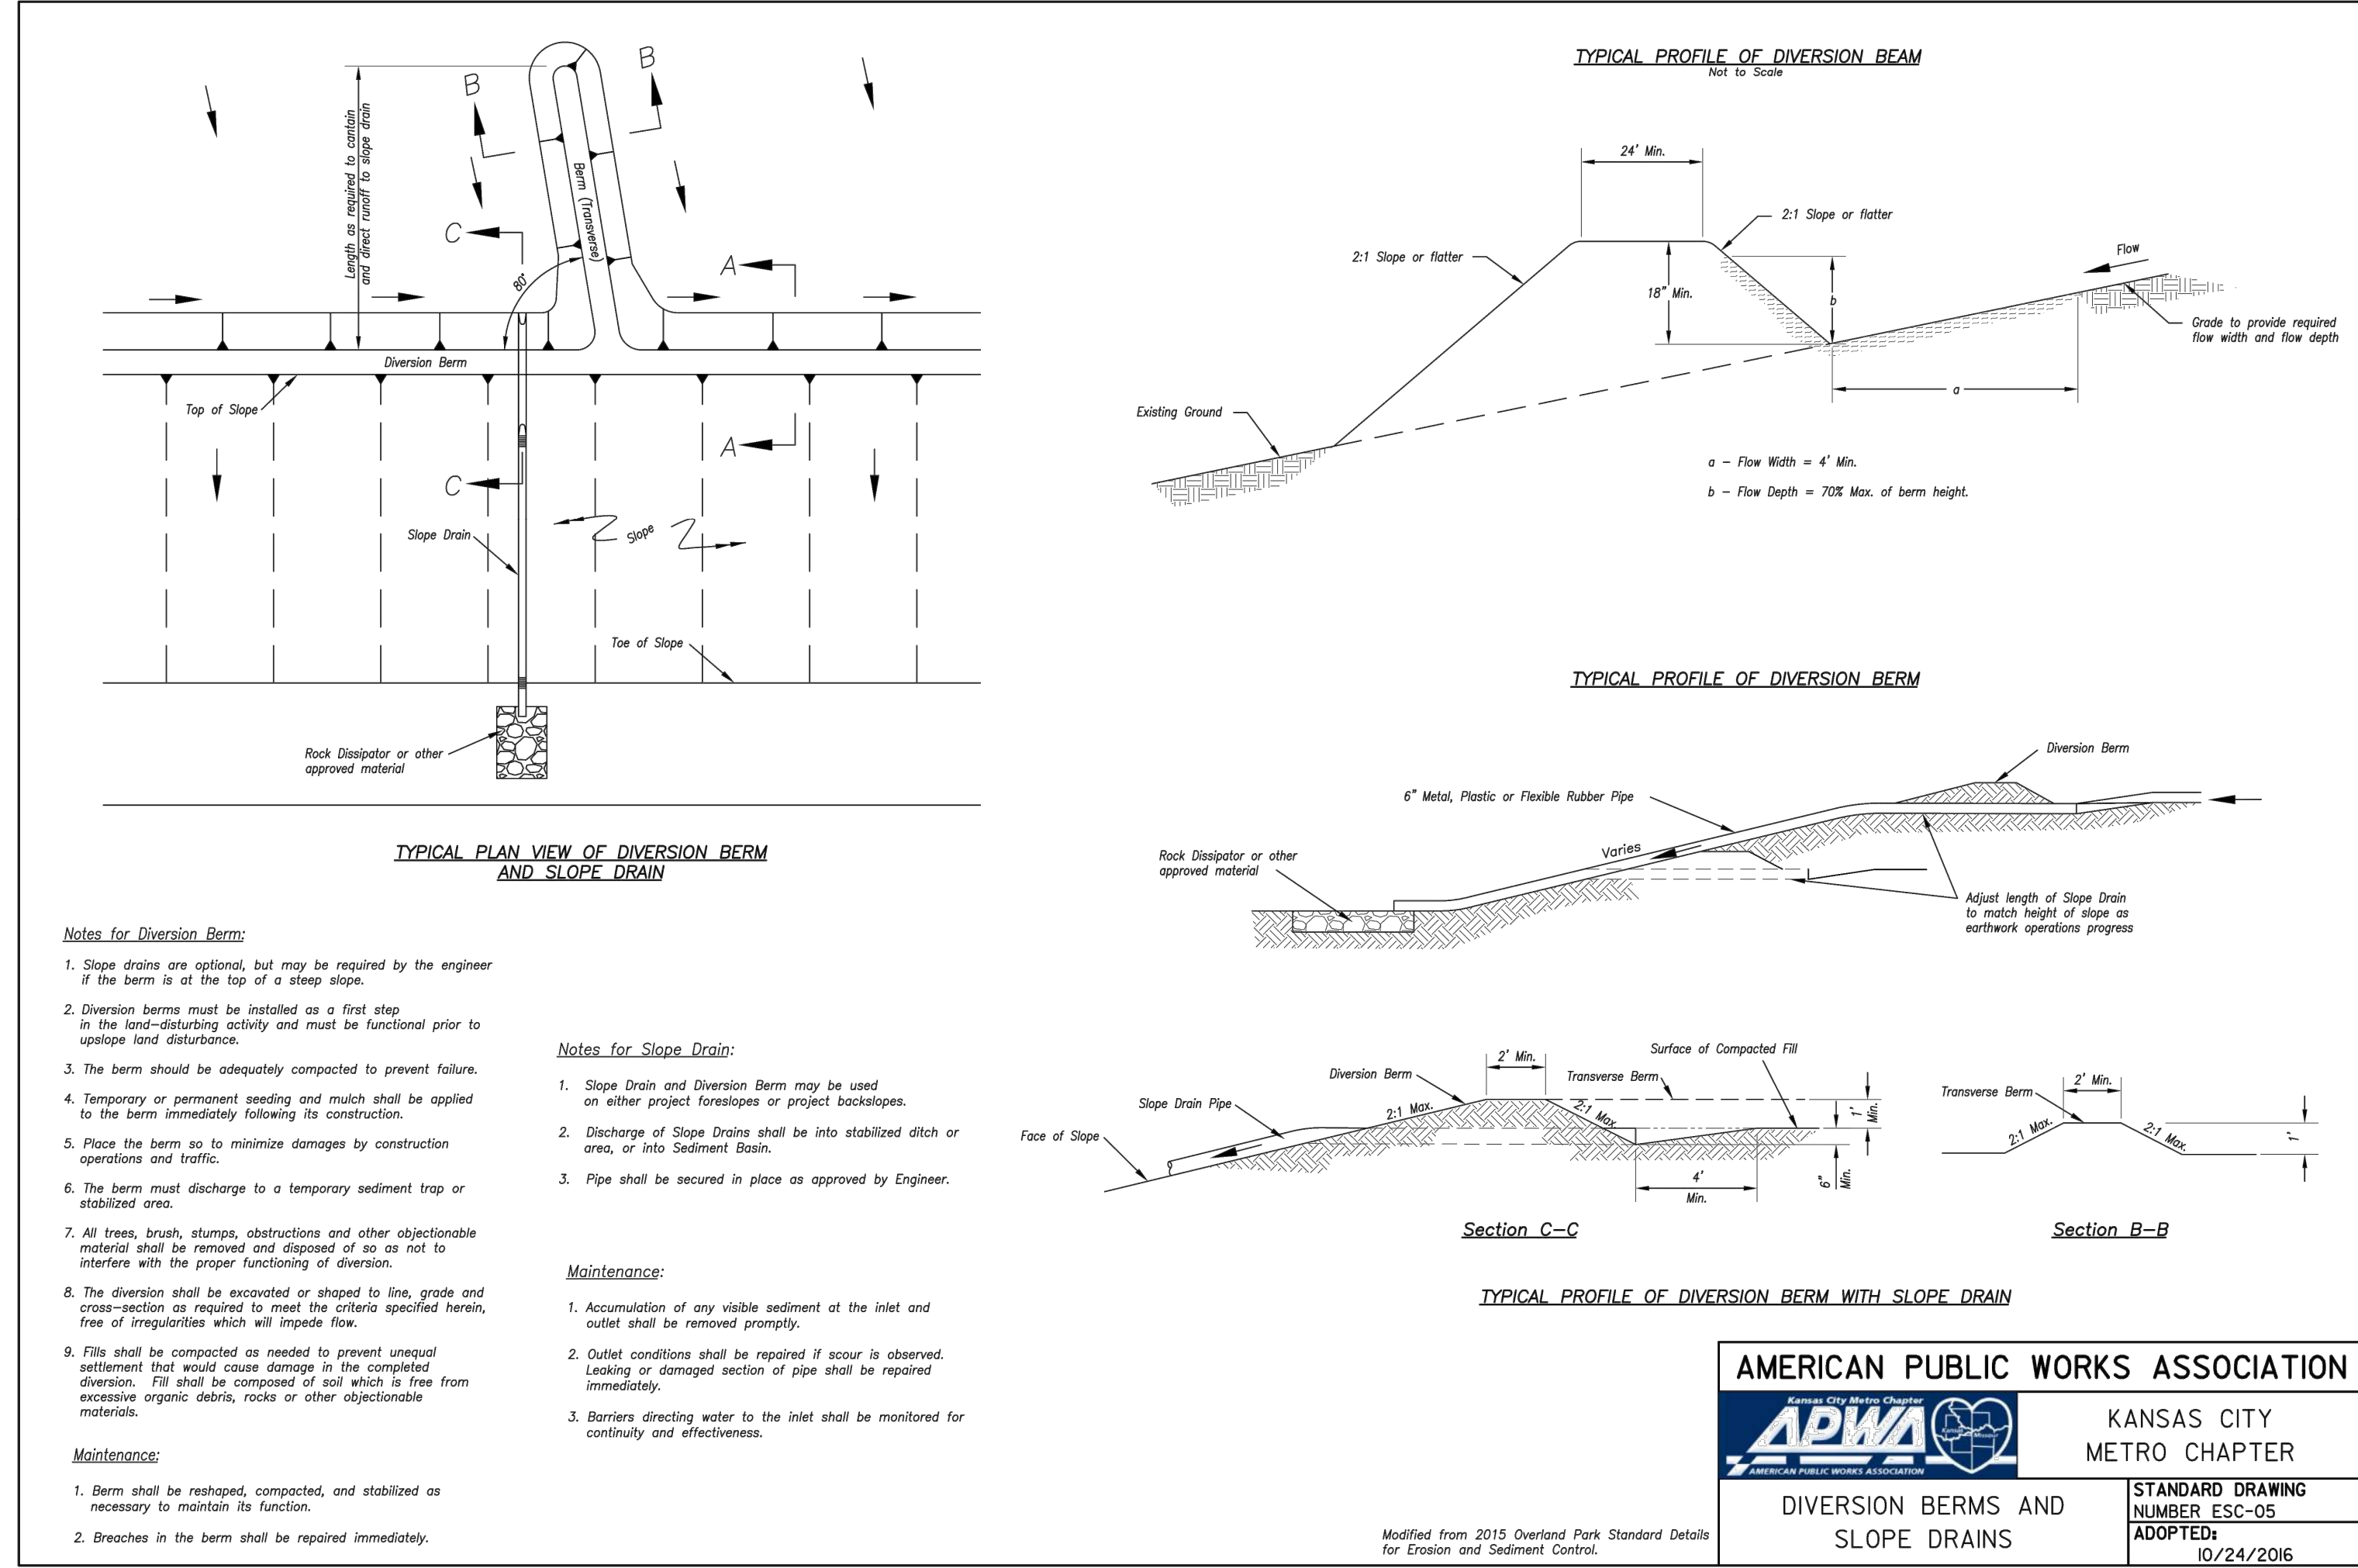 B
B
Length as required to cantain
and direct runoff to slope drain
Berm (Transverse)
C
A
80°
Diversion Berm
Top of Slope
A
C
Slope Drain
Slope
Toe of Slope
Rock Dissipator or other
approved material
TYPICAL PLAN VIEW OF DIVERSION BERM
AND SLOPE DRAIN
TYPICAL PROFILE OF DIVERSION BEAM
Not to Scale
24' Min.
2:1 Slope or flatter
2:1 Slope or flatter
Flow
18" Min.
b
Grade to provide required
flow width and flow depth
a
Existing Ground
a - Flow Width = 4' Min.
b - Flow Depth = 70% Max. of berm height.
TYPICAL PROFILE OF DIVERSION BERM
Diversion Berm
6" Metal, Plastic or Flexible Rubber Pipe
Varies
Rock Dissipator or other
approved material
Adjust length of Slope Drain
to match height of slope as
earthwork operations progress
2' Min.
Surface of Compacted Fill
Diversion Berm
Transverse Berm
Slope Drain Pipe
2:1 Max.
2:1 Max.
1'
Min.
Face of Slope
4'
Min.
6"
Min.
Section C-C
2' Min.
Transverse Berm
2:1 Max.
2:1 Max.
1'
Section B-B
TYPICAL PROFILE OF DIVERSION BERM WITH SLOPE DRAIN
Notes for Diversion Berm:
1. Slope drains are optional, but may be required by the engineer
if the berm is at the top of a steep slope.
2. Diversion berms must be installed as a first step
in the land-disturbing activity and must be functional prior to
upslope land disturbance.
3. The berm should be adequately compacted to prevent failure.
4. Temporary or permanent seeding and mulch shall be applied
to the berm immediately following its construction.
5. Place the berm so to minimize damages by construction
operations and traffic.
6. The berm must discharge to a temporary sediment trap or
stabilized area.
7. All trees, brush, stumps, obstructions and other objectionable
material shall be removed and disposed of so as not to
interfere with the proper functioning of diversion.
8. The diversion shall be excavated or shaped to line, grade and
cross-section as required to meet the criteria specified herein,
free of irregularities which will impede flow.
9. Fills shall be compacted as needed to prevent unequal
settlement that would cause damage in the completed
diversion. Fill shall be composed of soil which is free from
excessive organic debris, rocks or other objectionable
materials.
Maintenance:
1. Berm shall be reshaped, compacted, and stabilized as
necessary to maintain its function.
2. Breaches in the berm shall be repaired immediately.
Notes for Slope Drain:
1. Slope Drain and Diversion Berm may be used
on either project foreslopes or project backslopes.
2. Discharge of Slope Drains shall be into stabilized ditch or
area, or into Sediment Basin.
3. Pipe shall be secured in place as approved by Engineer.
Maintenance:
1. Accumulation of any visible sediment at the inlet and
outlet shall be removed promptly.
2. Outlet conditions shall be repaired if scour is observed.
Leaking or damaged section of pipe shall be repaired
immediately.
3. Barriers directing water to the inlet shall be monitored for
continuity and effectiveness.
Modified from 2015 Overland Park Standard Details
for Erosion and Sediment Control.
AMERICAN PUBLIC WORKS ASSOCIATION
Kansas City Metro Chapter
APWA
Kansas Missouri
AMERICAN PUBLIC WORKS ASSOCIATION
KANSAS CITY
METRO CHAPTER
DIVERSION BERMS AND
SLOPE DRAINS
STANDARD DRAWING
NUMBER ESC-05
ADOPTED:
10/24/2016